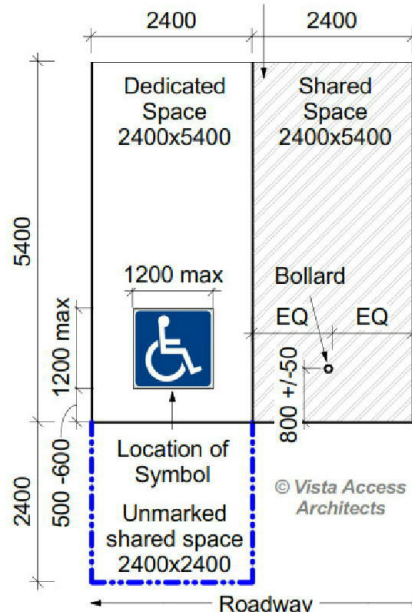 2400
2400
Dedicated
Space
2400x5400
Shared
Space
2400x5400
5400
1200 max
Bollard
EQ
EQ
1200 max
800 +/-50
500 -600
2400
Location of
Symbol
Unmarked
shared space
2400x2400
© Vista Access
Architects
Roadway